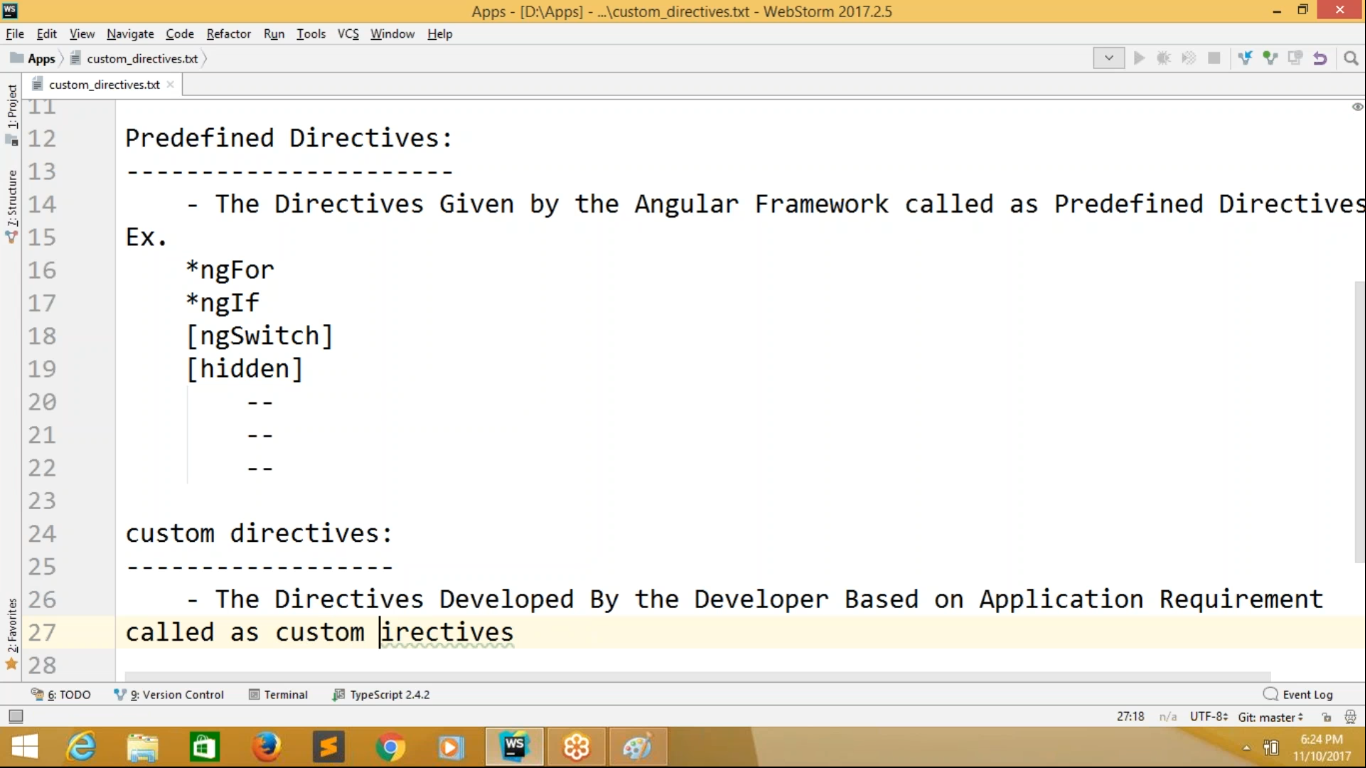 WS Apps - [D:\Apps] - ...\custom_directives.txt - WebStorm 2017.2.5
File Edit View Navigate Code Refactor Run Tools VCS Window Help
Apps custom_directives.txt
custom_directives.txt
1: Project
7: Structure
2: Favorites
11
12 Predefined Directives:
13 ----------------------
14 - The Directives Given by the Angular Framework called as Predefined Directives
15 Ex.
16 *ngFor
17 *ngIf
18 [ngSwitch]
19 [hidden]
20 --
21 --
22 --
23
24 custom directives:
25 ------------------
26 - The Directives Developed By the Developer Based on Application Requirement
27 called as custom irectives
28
6: TODO 9: Version Control Terminal TypeScript 2.4.2 Event Log
27:18 n/a UTF-8 Git: master
WS
6:24 PM
11/10/2017